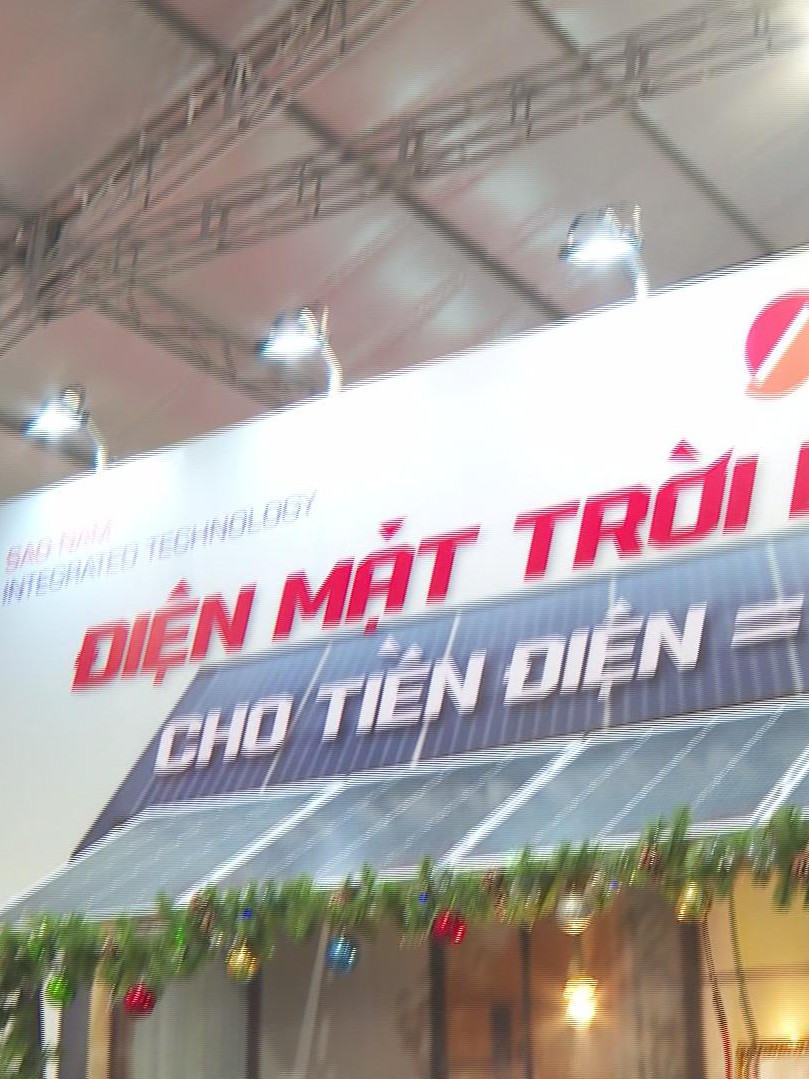 SAO NAM
INTEGRATED TECHNOLOGY
ĐIỆN MẶT TRỜI
CHO TIỀN ĐIỆN =